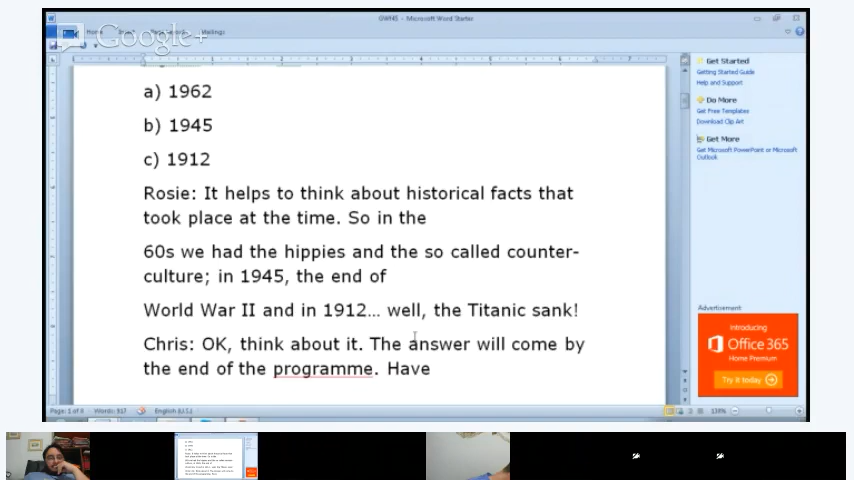 GWNS - Microsoft Word Starter
Google+
Home Insert Mailings
a) 1962
b) 1945
c) 1912
Rosie: It helps to think about historical facts that
took place at the time. So in the
60s we had the hippies and the so called counter-
culture; in 1945, the end of
World War II and in 1912... well, the Titanic sank!
Chris: OK, think about it. The answer will come by
the end of the programme. Have
Get Started
Getting Started Guide
Help and Support
Do More
Get Free Templates
Download Clip Art
Get More
Get Microsoft PowerPoint or Microsoft
Outlook
Advertisement
Introducing
Office 365
Home Premium
Try it today
Words: 917
English (U.S.)